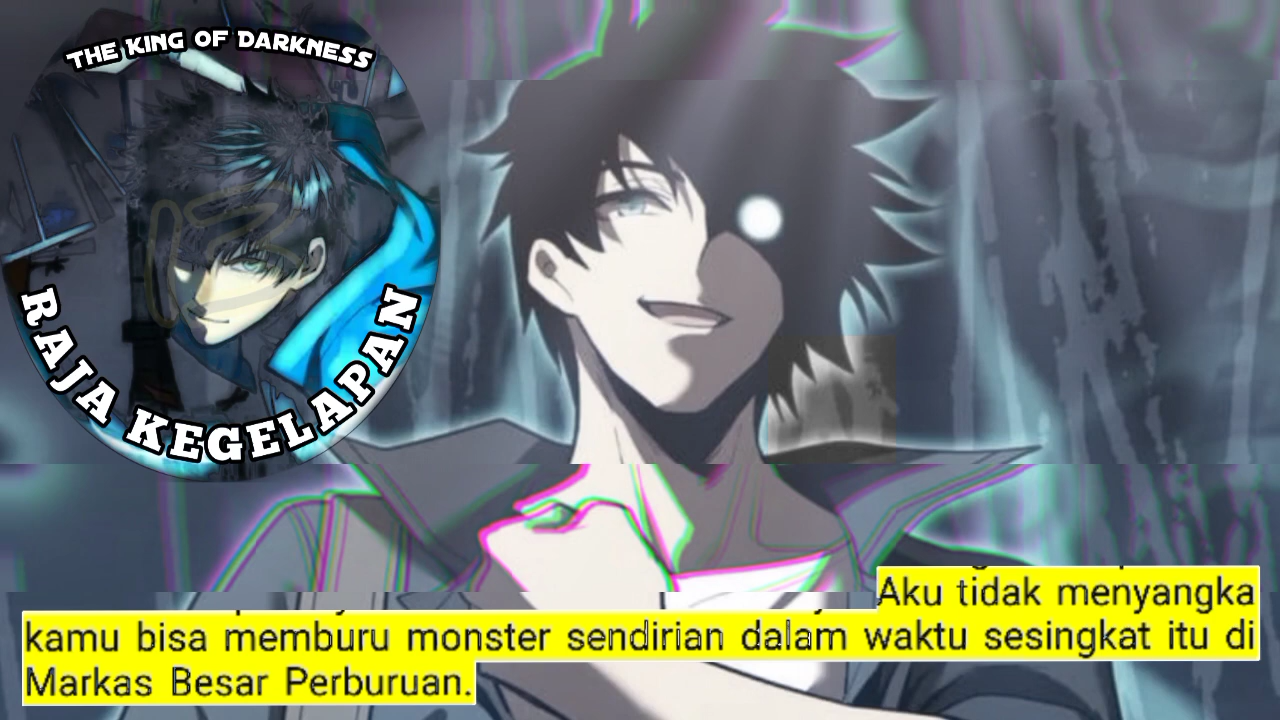 THE KING OF DARKNESS
RAJA KEGELAPAN
Aku tidak menyangka
kamu bisa memburu monster sendirian dalam waktu sesingkat itu di
Markas Besar Perburuan.